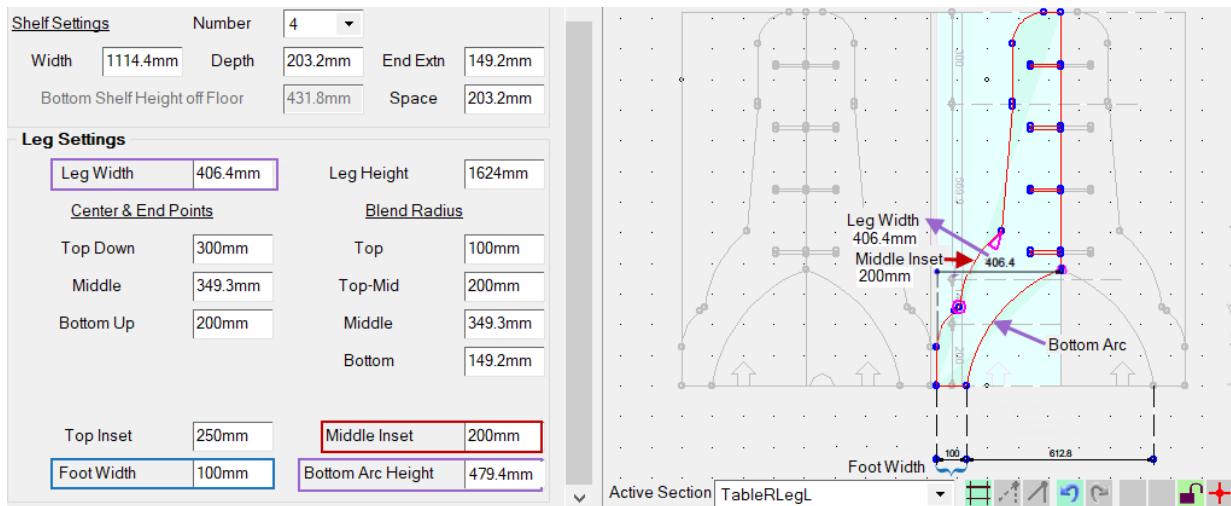 Shelf Settings Number 4
Width 1114.4mm Depth 203.2mm End Extn 149.2mm
Bottom Shelf Height off Floor 431.8mm Space 203.2mm
Leg Settings
Leg Width 406.4mm Leg Height 1624mm
Center & End Points Blend Radius
Top Down 300mm Top 100mm
Middle 349.3mm Top-Mid 200mm
Bottom Up 200mm Middle 349.3mm
Bottom 149.2mm
Top Inset 250mm Middle Inset 200mm
Foot Width 100mm Bottom Arc Height 479.4mm
300
Leg Width
406.4mm
Middle Inset
200mm
406.4
Bottom Arc
200
100
612.8
Foot Width
Active Section TableRLegL